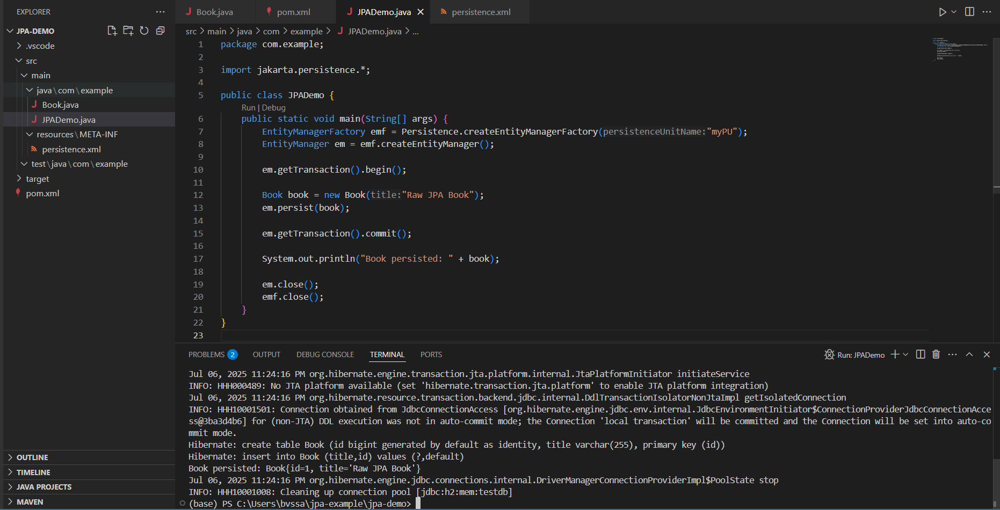 EXPLORER
JPA-DEMO
.vscode
src
main
java\com\example
Book.java
JPADemo.java
resources\META-INF
persistence.xml
test\java\com\example
target
pom.xml
OUTLINE
TIMELINE
JAVA PROJECTS
MAVEN
Book.java pom.xml JPADemo.java persistence.xml
src > main > java > com > example > JPADemo.java > ...
1 package com.example;
2
3 import jakarta.persistence.*;
4
5 public class JPADemo {
Run | Debug
6 public static void main(String[] args) {
7 EntityManagerFactory emf = Persistence.createEntityManagerFactory(persistenceUnitName:"myPU");
8 EntityManager em = emf.createEntityManager();
9
10 em.getTransaction().begin();
11
12 Book book = new Book(title:"Raw JPA Book");
13 em.persist(book);
14
15 em.getTransaction().commit();
16
17 System.out.println("Book persisted: " + book);
18
19 em.close();
20 emf.close();
21 }
22 }
23
PROBLEMS 2 OUTPUT DEBUG CONSOLE TERMINAL PORTS Run: JPADemo
Jul 06, 2025 11:24:16 PM org.hibernate.engine.transaction.jta.platform.internal.JtaPlatformInitiator initiateService
INFO: HHH000489: No JTA platform available (set 'hibernate.transaction.jta.platform' to enable JTA platform integration)
Jul 06, 2025 11:24:16 PM org.hibernate.resource.transaction.backend.jdbc.internal.DdlTransactionIsolatorNonJtaImpl getIsolatedConnection
INFO: HHH10001501: Connection obtained from JdbcConnectionAccess [org.hibernate.engine.jdbc.env.internal.JdbcEnvironmentInitiator$ConnectionProviderJdbcConnectionAcce
ss@3ba3d4b6] for (non-JTA) DDL execution was not in auto-commit mode; the Connection 'local transaction' will be committed and the Connection will be set into auto-co
mmit mode.
Hibernate: create table Book (id bigint generated by default as identity, title varchar(255), primary key (id))
Hibernate: insert into Book (title,id) values (?,default)
Book persisted: Book{id=1, title='Raw JPA Book'}
Jul 06, 2025 11:24:16 PM org.hibernate.engine.jdbc.connections.internal.DriverManagerConnectionProviderImpl$PoolState stop
INFO: HHH10001008: Cleaning up connection pool [jdbc:h2:mem:testdb]
(base) PS C:\Users\bvssa\jpa-example\jpa-demo>